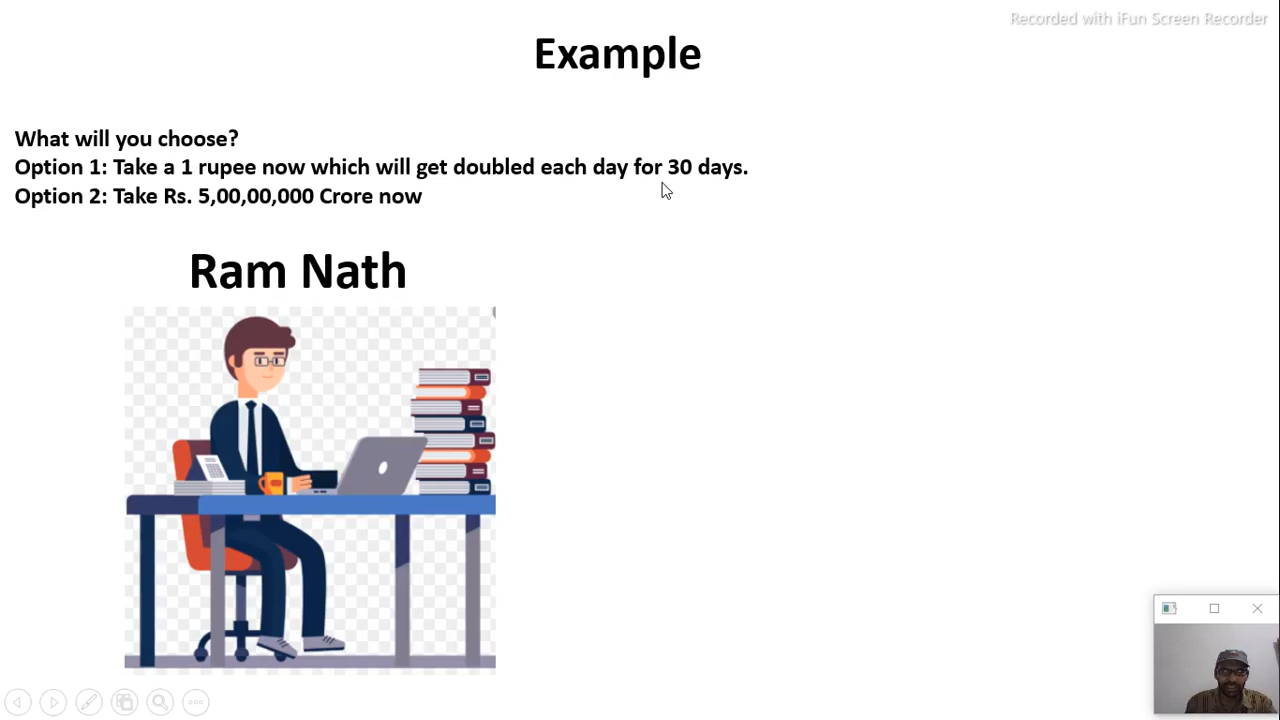 Recorded with iFun Screen Recorder
Example
What will you choose?
Option 1: Take a 1 rupee now which will get doubled each day for 30 days.
Option 2: Take Rs. 5,00,00,000 Crore now
Ram Nath